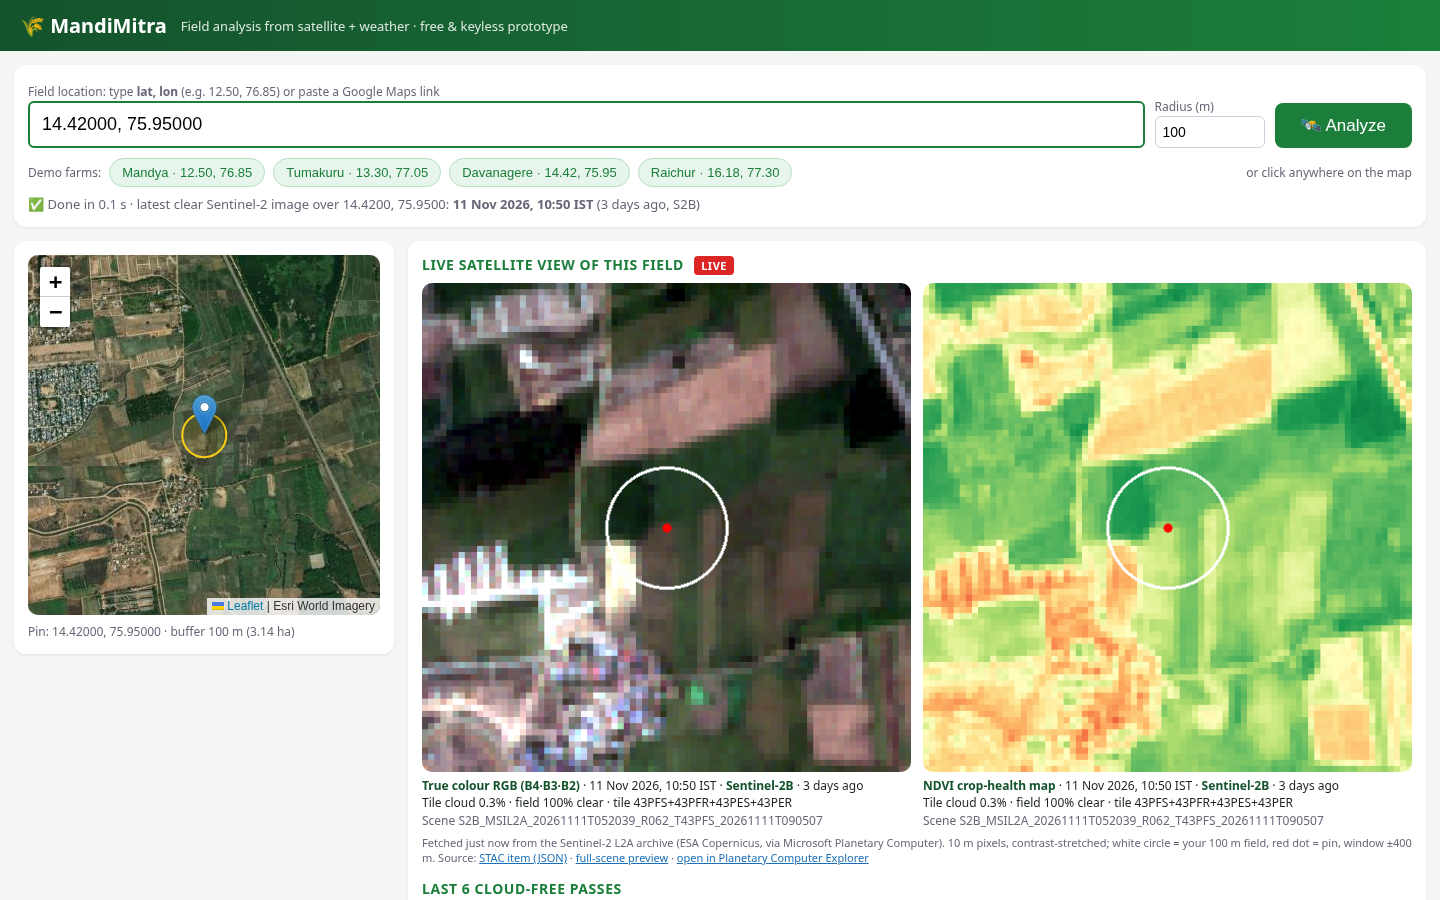 🌾 MandiMitra Field analysis from satellite + weather · free & keyless prototype
Field location: type lat, lon (e.g. 12.50, 76.85) or paste a Google Maps link
Radius (m)
14.42000, 75.95000
100
🛰️ Analyze
Demo farms: Mandya · 12.50, 76.85 Tumakuru · 13.30, 77.05 Davanagere · 14.42, 75.95 Raichur · 16.18, 77.30 or click anywhere on the map
✅ Done in 0.1 s · latest clear Sentinel-2 image over 14.4200, 75.9500: 11 Nov 2026, 10:50 IST (3 days ago, S2B)
+
−
Leaflet | Esri World Imagery
Pin: 14.42000, 75.95000 · buffer 100 m (3.14 ha)
LIVE SATELLITE VIEW OF THIS FIELD LIVE
True colour RGB (B4·B3·B2) · 11 Nov 2026, 10:50 IST · Sentinel-2B · 3 days ago
Tile cloud 0.3% · field 100% clear · tile 43PFS+43PFR+43PES+43PER
Scene S2B_MSIL2A_20261111T052039_R062_T43PFS_20261111T090507
NDVI crop-health map · 11 Nov 2026, 10:50 IST · Sentinel-2B · 3 days ago
Tile cloud 0.3% · field 100% clear · tile 43PFS+43PFR+43PES+43PER
Scene S2B_MSIL2A_20261111T052039_R062_T43PFS_20261111T090507
Fetched just now from the Sentinel-2 L2A archive (ESA Copernicus, via Microsoft Planetary Computer). 10 m pixels, contrast-stretched; white circle = your 100 m field, red dot = pin, window ±400
m. Source: STAC item (JSON) · full-scene preview · open in Planetary Computer Explorer
LAST 6 CLOUD-FREE PASSES